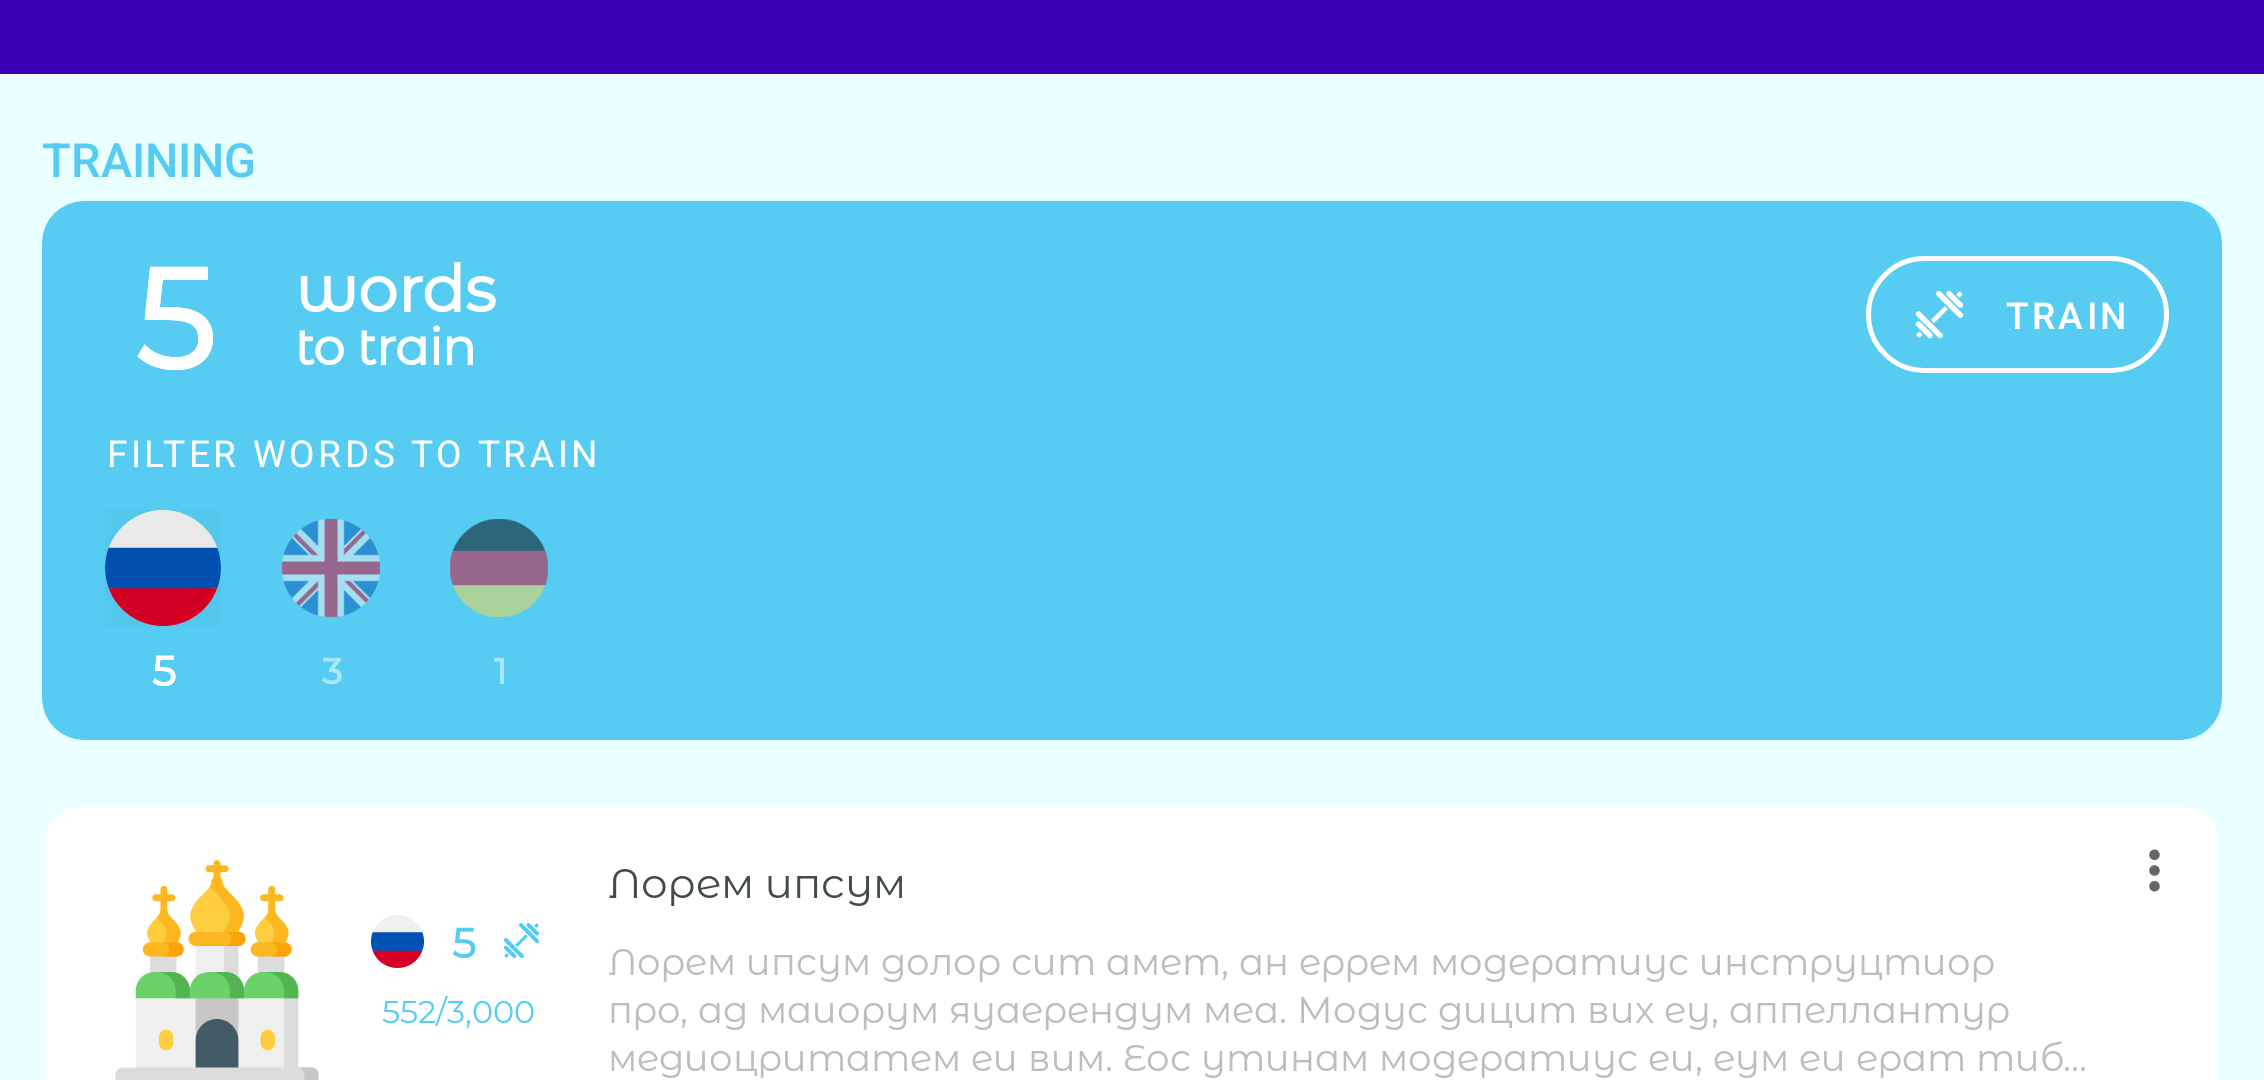 TRAINING
5 words
to train
TRAIN
FILTER WORDS TO TRAIN
5 3 1
Лорем ипсум
5
552/3,000
Лорем ипсум долор сит амет, ан еррем модератиус инструцтиор
про, ад маиорум яуаерендум меа. Модус дицит вих еу, аппеллантур
медиоцритатем еи вим. Еос утинам модератиус еи, еум еи ерат тиб...